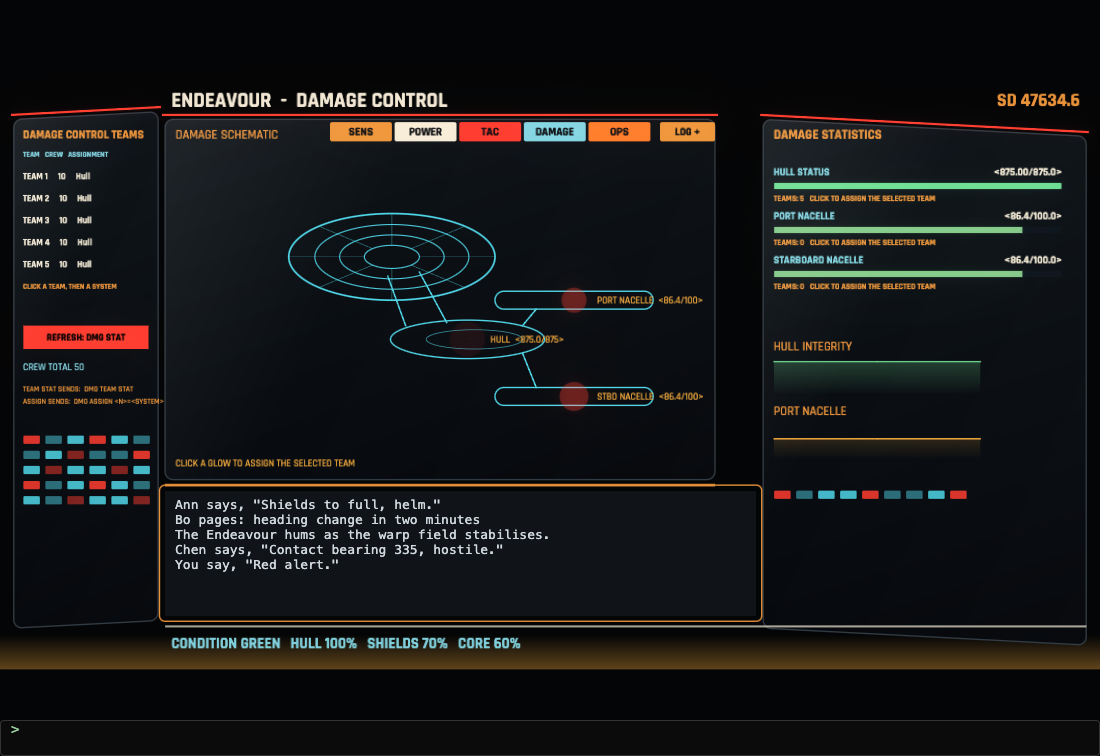 ENDEAVOUR - DAMAGE CONTROL
SD 47634.6
DAMAGE CONTROL TEAMS
TEAM CREW ASSIGNMENT
TEAM 1 10 Hull
TEAM 2 10 Hull
TEAM 3 10 Hull
TEAM 4 10 Hull
TEAM 5 10 Hull
CLICK A TEAM, THEN A SYSTEM
REFRESH: DMG STAT
CREW TOTAL 50
TEAM STAT SENDS: DMG TEAM STAT
ASSIGN SENDS: DMG ASSIGN <N>=<SYSTEM>
DAMAGE SCHEMATIC
SENS POWER TAC DAMAGE OPS LOG +
PORT NACELLE <86.4/100>
HULL <875.0/875>
STBD NACELLE <86.4/100>
CLICK A GLOW TO ASSIGN THE SELECTED TEAM
DAMAGE STATISTICS
HULL STATUS <875.00/875.0>
TEAMS: 5 CLICK TO ASSIGN THE SELECTED TEAM
PORT NACELLE <86.4/100.0>
TEAMS: 0 CLICK TO ASSIGN THE SELECTED TEAM
STARBOARD NACELLE <86.4/100.0>
TEAMS: 0 CLICK TO ASSIGN THE SELECTED TEAM
HULL INTEGRITY
PORT NACELLE
Ann says, "Shields to full, helm."
Bo pages: heading change in two minutes
The Endeavour hums as the warp field stabilises.
Chen says, "Contact bearing 335, hostile."
You say, "Red alert."
CONDITION GREEN HULL 100% SHIELDS 70% CORE 60%
>